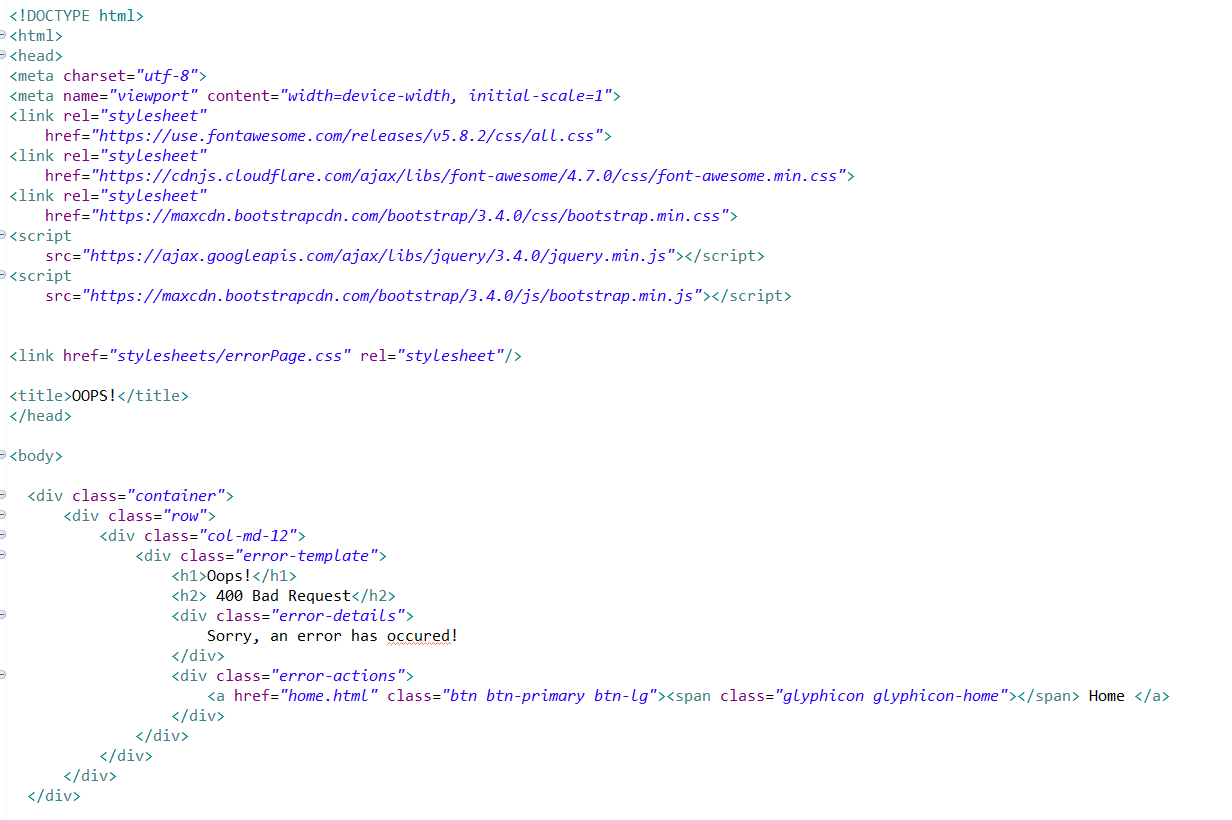 <!DOCTYPE html>
<html>
<head>
<meta charset="utf-8">
<meta name="viewport" content="width=device-width, initial-scale=1">
<link rel="stylesheet"
    href="https://use.fontawesome.com/releases/v5.8.2/css/all.css">
<link rel="stylesheet"
    href="https://cdnjs.cloudflare.com/ajax/libs/font-awesome/4.7.0/css/font-awesome.min.css">
<link rel="stylesheet"
    href="https://maxcdn.bootstrapcdn.com/bootstrap/3.4.0/css/bootstrap.min.css">
<script
    src="https://ajax.googleapis.com/ajax/libs/jquery/3.4.0/jquery.min.js"></script>
<script
    src="https://maxcdn.bootstrapcdn.com/bootstrap/3.4.0/js/bootstrap.min.js"></script>
<link href="stylesheets/errorPage.css" rel="stylesheet"/>
<title>OOPS!</title>
</head>
<body>
  <div class="container">
      <div class="row">
          <div class="col-md-12">
              <div class="error-template">
                  <h1>Oops!</h1>
                  <h2> 400 Bad Request</h2>
                  <div class="error-details">
                      Sorry, an error has occured!
                  </div>
                  <div class="error-actions">
                      <a href="home.html" class="btn btn-primary btn-lg"><span class="glyphicon glyphicon-home"></span> Home </a>
                  </div>
              </div>
          </div>
      </div>
  </div>